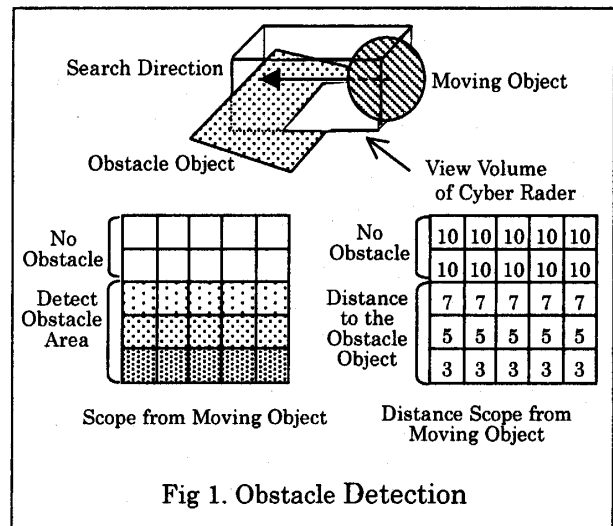 Search Direction
Moving Object
Obstacle Object
View Volume
of Cyber Rader
No
Obstacle
Detect
Obstacle
Area
Scope from Moving Object
No
Obstacle
Distance
to the
Obstacle
Object
10 10 10 10 10
10 10 10 10 10
7 7 7 7 7
5 5 5 5 5
3 3 3 3 3
Distance Scope from
Moving Object
Fig 1. Obstacle Detection